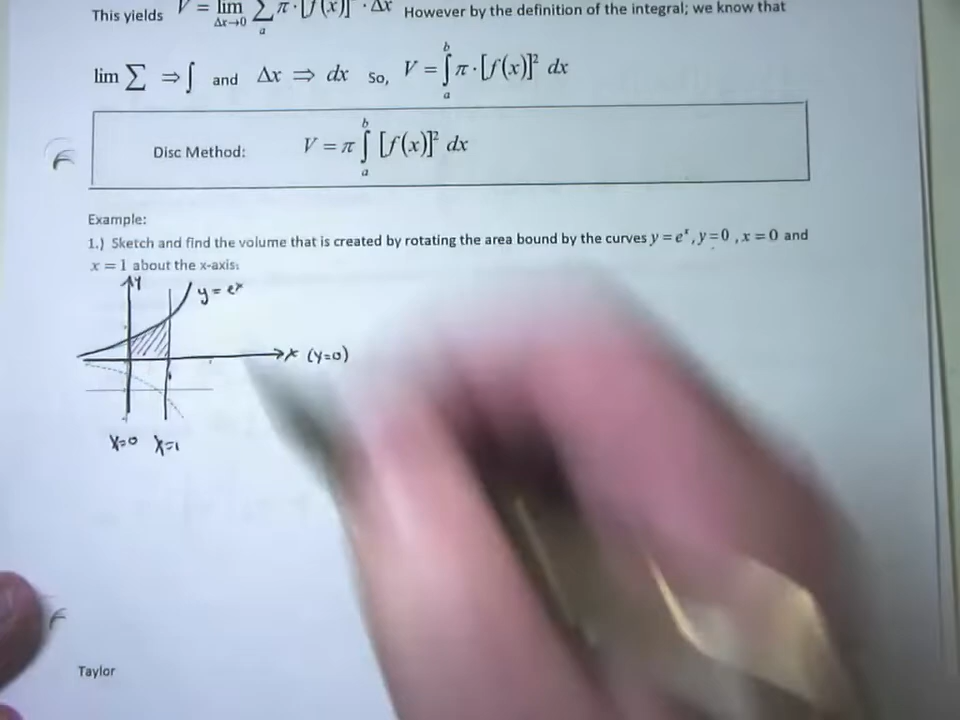 This yields V = lim Δx→0 ∑ a π · [f(x)]² · Δx However by the definition of the integral; we know that
lim ∑ ⇒ ∫ and Δx ⇒ dx So, V = ∫ₐᵇ π · [f(x)]² dx
Disc Method: V = π ∫ₐᵇ [f(x)]² dx
Example:
1.) Sketch and find the volume that is created by rotating the area bound by the curves y = eˣ, y = 0 , x = 0 and
x = 1 about the x-axis.
y
y = eˣ
x (y=0)
x=0 x=1
Taylor